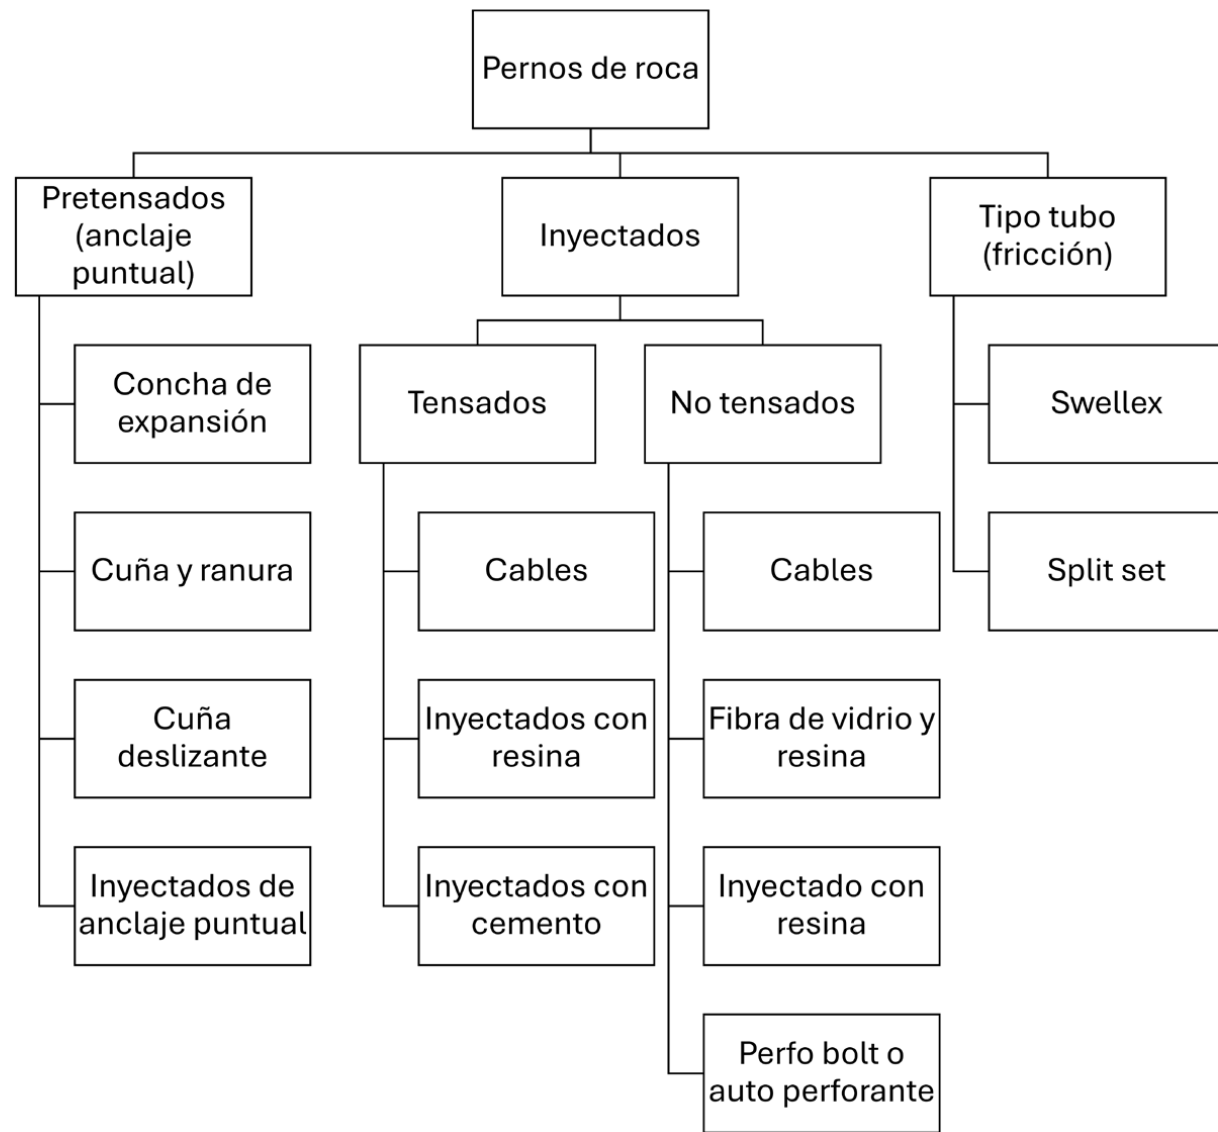 Pernos de roca
Pretensados
(anclaje
puntual)
Inyectados
Tipo tubo
(fricción)
Concha de
expansión
Tensados
No tensados
Swellex
Cuña y ranura
Cables
Cables
Split set
Cuña
deslizante
Inyectados con
resina
Fibra de vidrio y
resina
Inyectados de
anclaje puntual
Inyectados con
cemento
Inyectado con
resina
Perfo bolt o
auto perforante